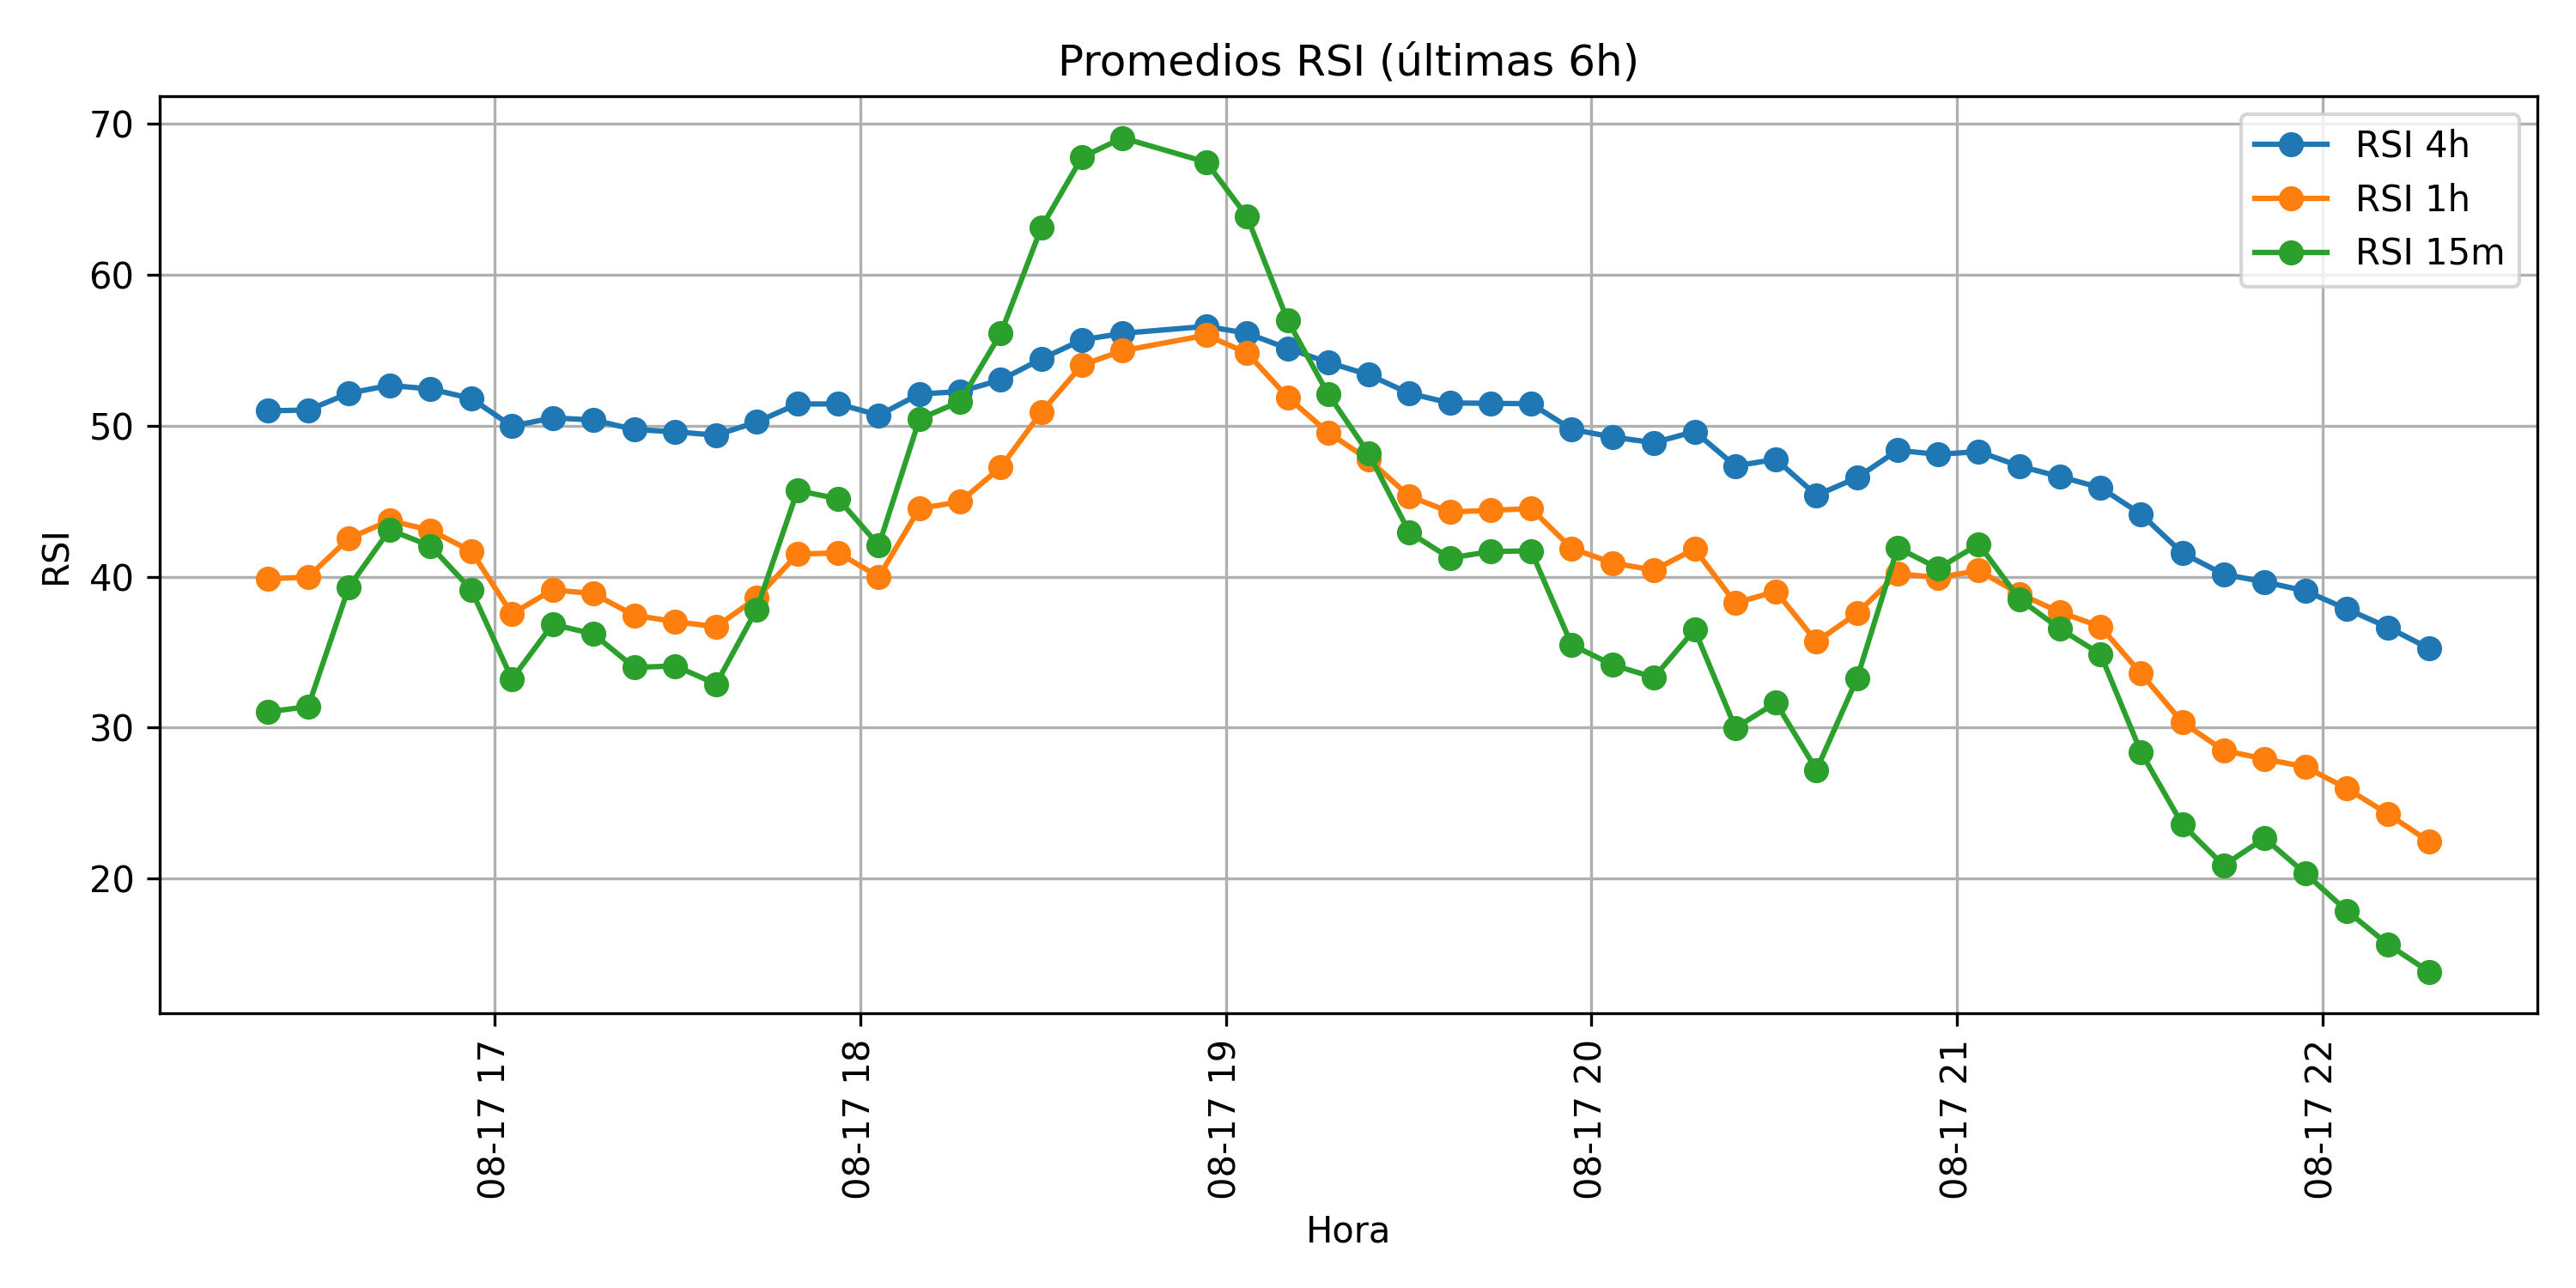 Promedios RSI (últimas 6h)
RSI 4h
RSI 1h
RSI 15m
70
60
50
40
30
20
RSI
08-17 17
08-17 18
08-17 19
08-17 20
08-17 21
08-17 22
Hora